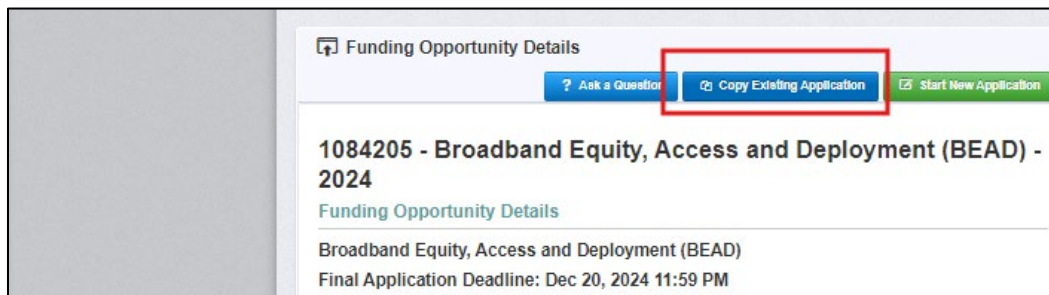 Funding Opportunity Details
? Ask a Question Copy Existing Application Start New Application
1084205 - Broadband Equity, Access and Deployment (BEAD) -
2024
Funding Opportunity Details
Broadband Equity, Access and Deployment (BEAD)
Final Application Deadline: Dec 20, 2024 11:59 PM